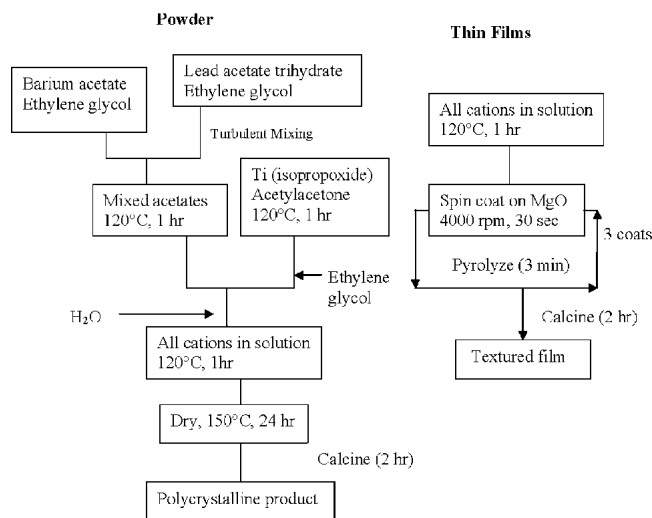 Powder
Barium acetate
Ethylene glycol
Lead acetate trihydrate
Ethylene glycol
Turbulent Mixing
Mixed acetates
120°C, 1 hr
Ti (isopropoxide)
Acetylacetone
120°C, 1 hr
Ethylene
glycol
H₂O
All cations in solution
120°C, 1hr
Dry, 150°C, 24 hr
Calcine (2 hr)
Polycrystalline product
Thin Films
All cations in solution
120°C, 1 hr
Spin coat on MgO
4000 rpm, 30 sec
3 coats
Pyrolyze (3 min)
Calcine (2 hr)
Textured film